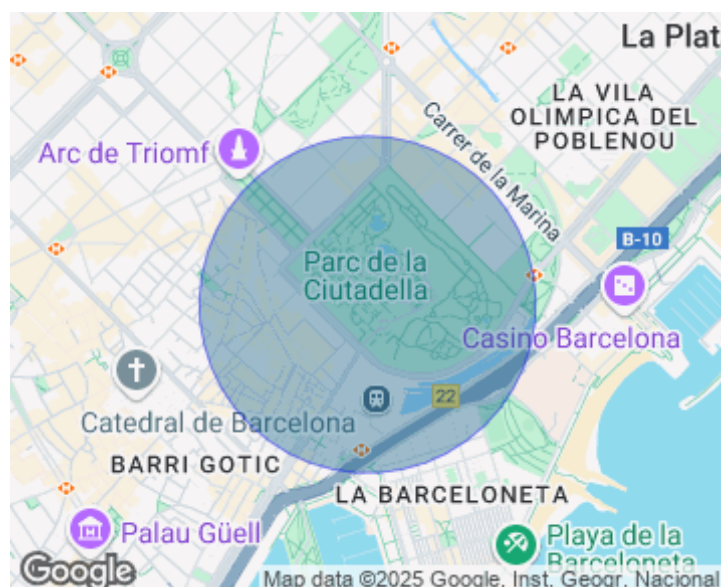 La Plat
LA VILA
OLIMPICA DEL
POBLENOU
Carrer de la Marina
Arc de Triomf
B-10
Parc de la
Ciutadella
Casino Barcelona
22
Catedral de Barcelona
BARRI GOTIC
LA BARCELONETA
Palau Güell
Playa de la
Barceloneta
Google
Map data ©2025 Google, Inst. Geogr. Nacional